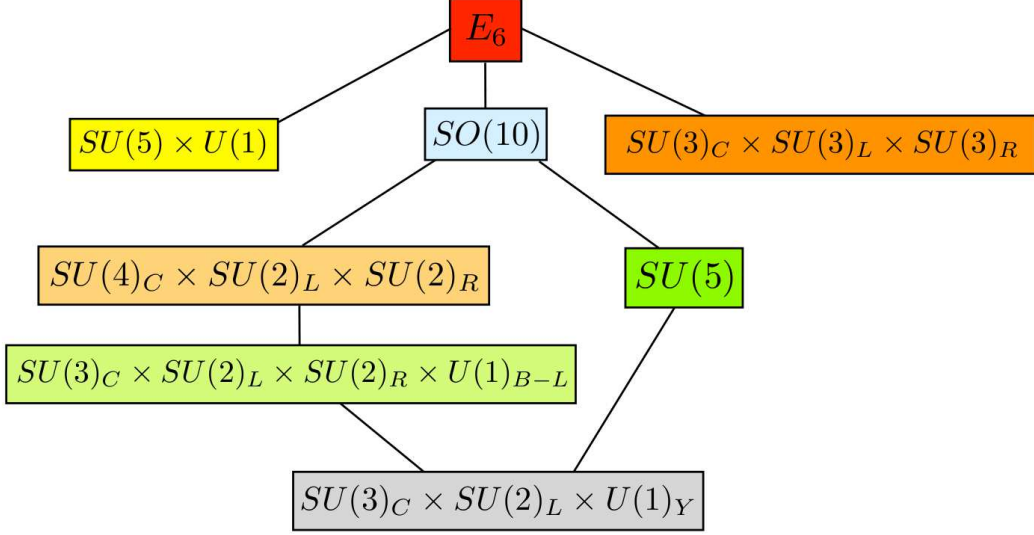 E₆
SU(5) × U(1)
SO(10)
SU(3)_C × SU(3)_L × SU(3)_R
SU(4)_C × SU(2)_L × SU(2)_R
SU(5)
SU(3)_C × SU(2)_L × SU(2)_R × U(1)_{B−L}
SU(3)_C × SU(2)_L × U(1)_Y